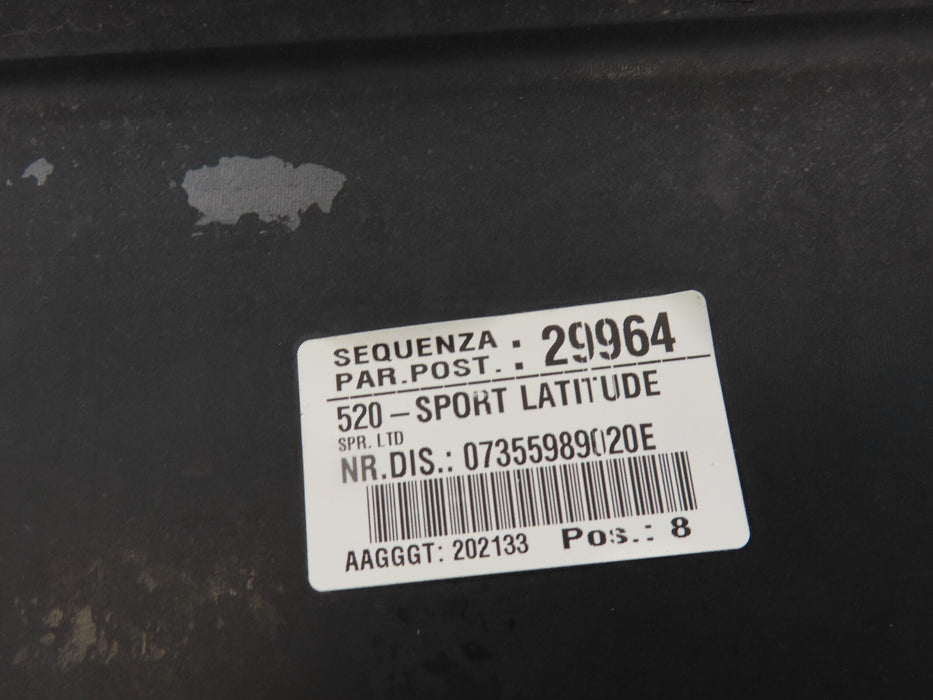 SEQUENZA : 29964
PAR.POST. :
520 - SPORT LATITUDE
SPR. LTD
NR.DIS.: 07355989020E
AAGGGT: 202133 Pos.: 8